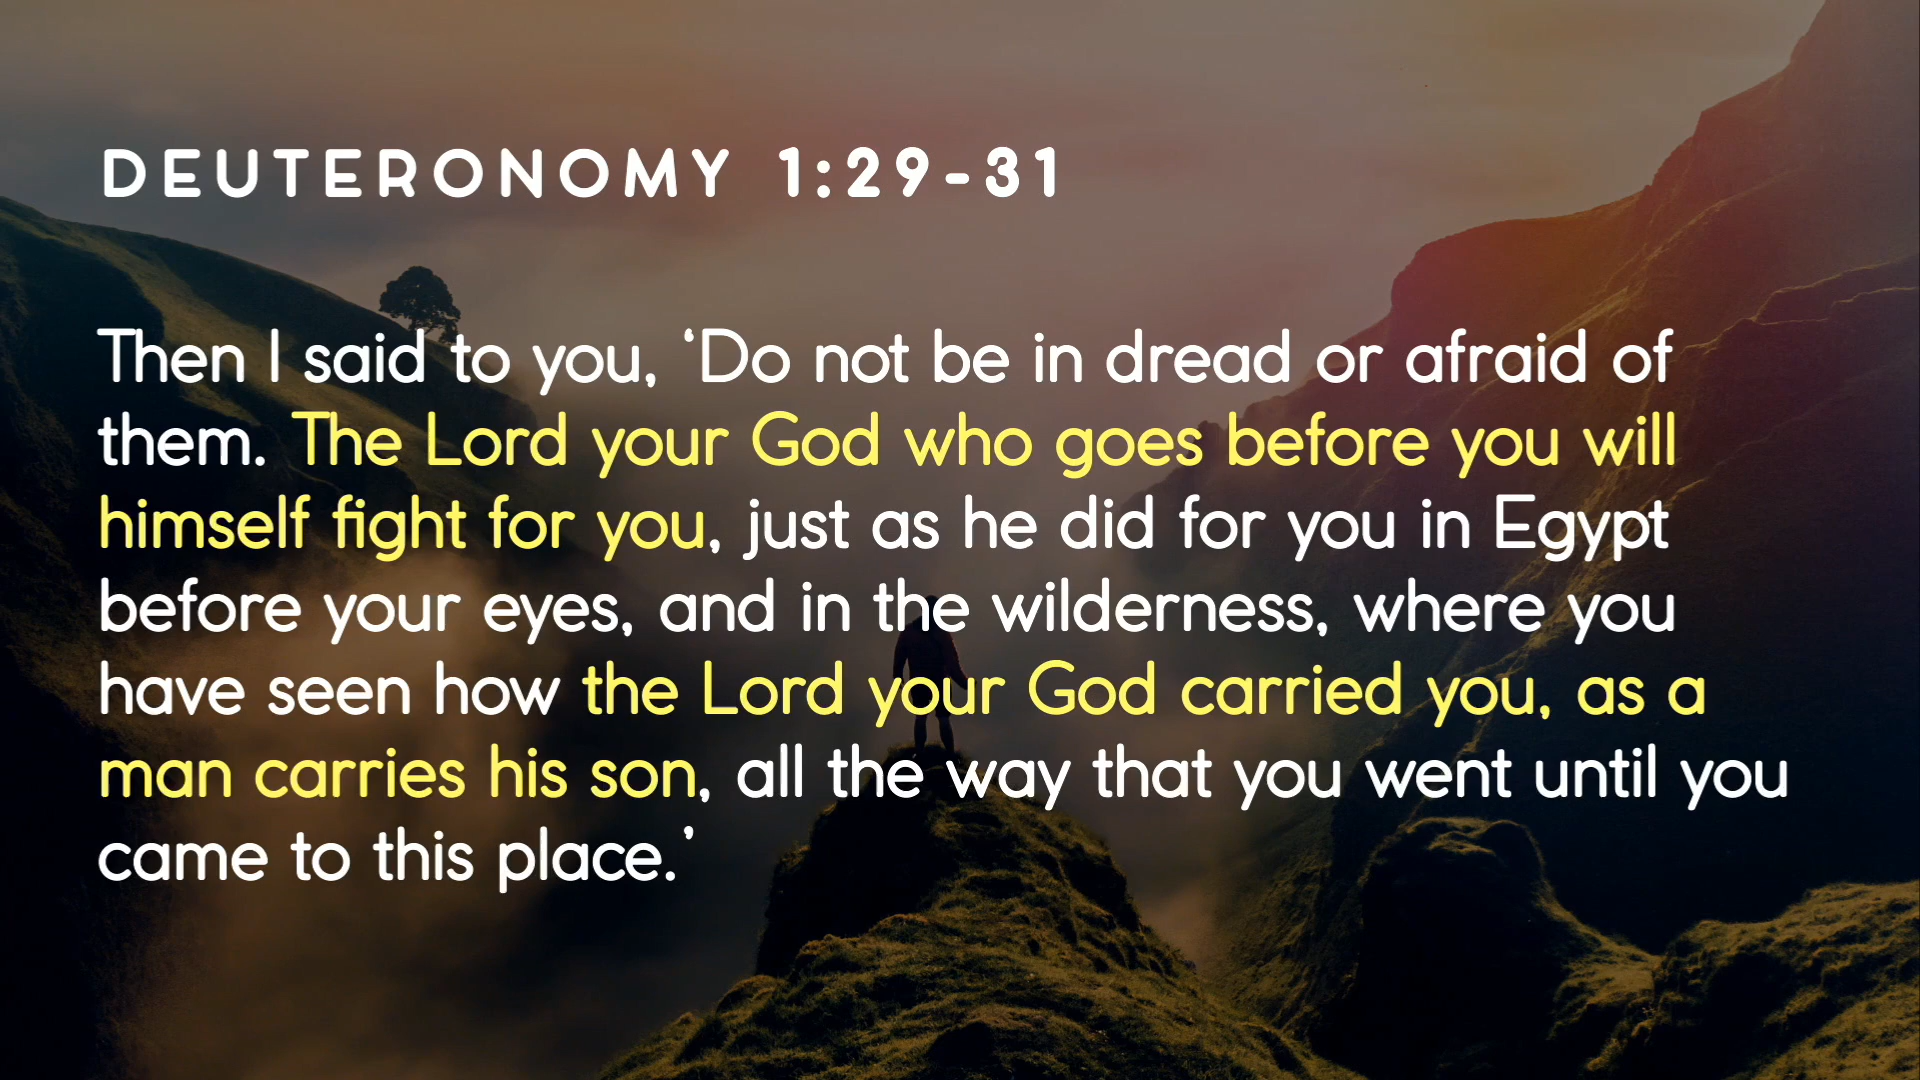 DEUTERONOMY 1:29-31
Then I said to you, ‘Do not be in dread or afraid of
them. The Lord your God who goes before you will
himself fight for you, just as he did for you in Egypt
before your eyes, and in the wilderness, where you
have seen how the Lord your God carried you, as a
man carries his son, all the way that you went until you
came to this place.’